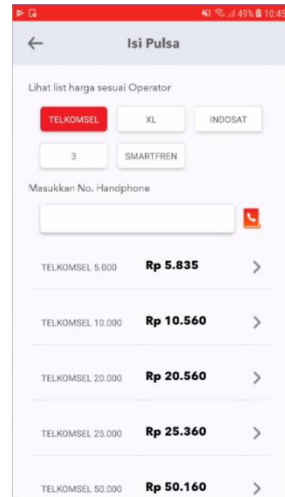 49% 10:45
Isi Pulsa
Lihat list harga sesuai Operator
TELKOMSEL XL INDOSAT
3 SMARTFREN
Masukkan No. Handphone
TELKOMSEL 5.000 Rp 5.835
TELKOMSEL 10.000 Rp 10.560
TELKOMSEL 20.000 Rp 20.560
TELKOMSEL 25.000 Rp 25.360
TELKOMSEL 50.000 Rp 50.160